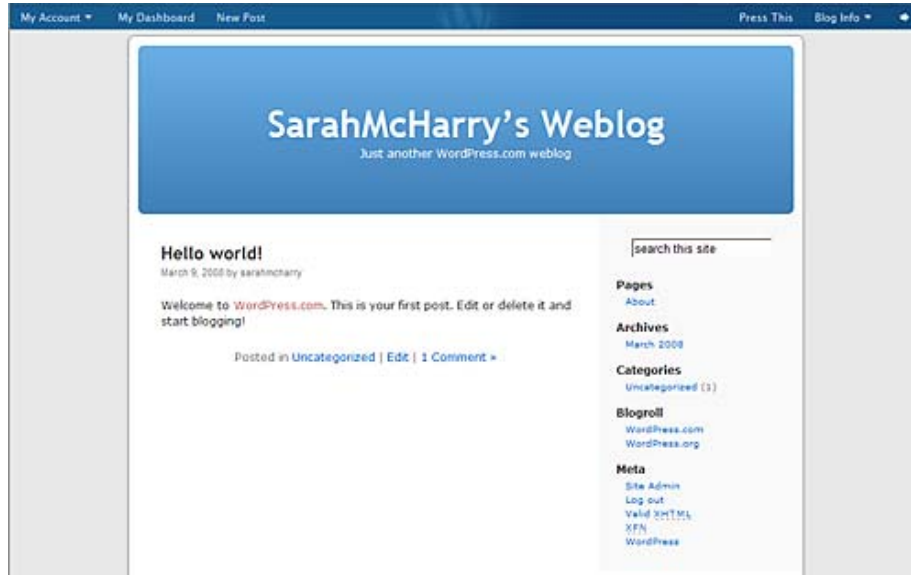 My Account My Dashboard New Post Press This Blog Info
SarahMcHarry's Weblog
Just another WordPress.com weblog
Hello world!
March 9, 2008 by sarahmcharry
Welcome to WordPress.com. This is your first post. Edit or delete it and
start blogging!
Posted in Uncategorized | Edit | 1 Comment »
search this site
Pages
About
Archives
March 2008
Categories
Uncategorized (1)
Blogroll
WordPress.com
WordPress.org
Meta
Site Admin
Log out
Valid XHTML
XFN
WordPress